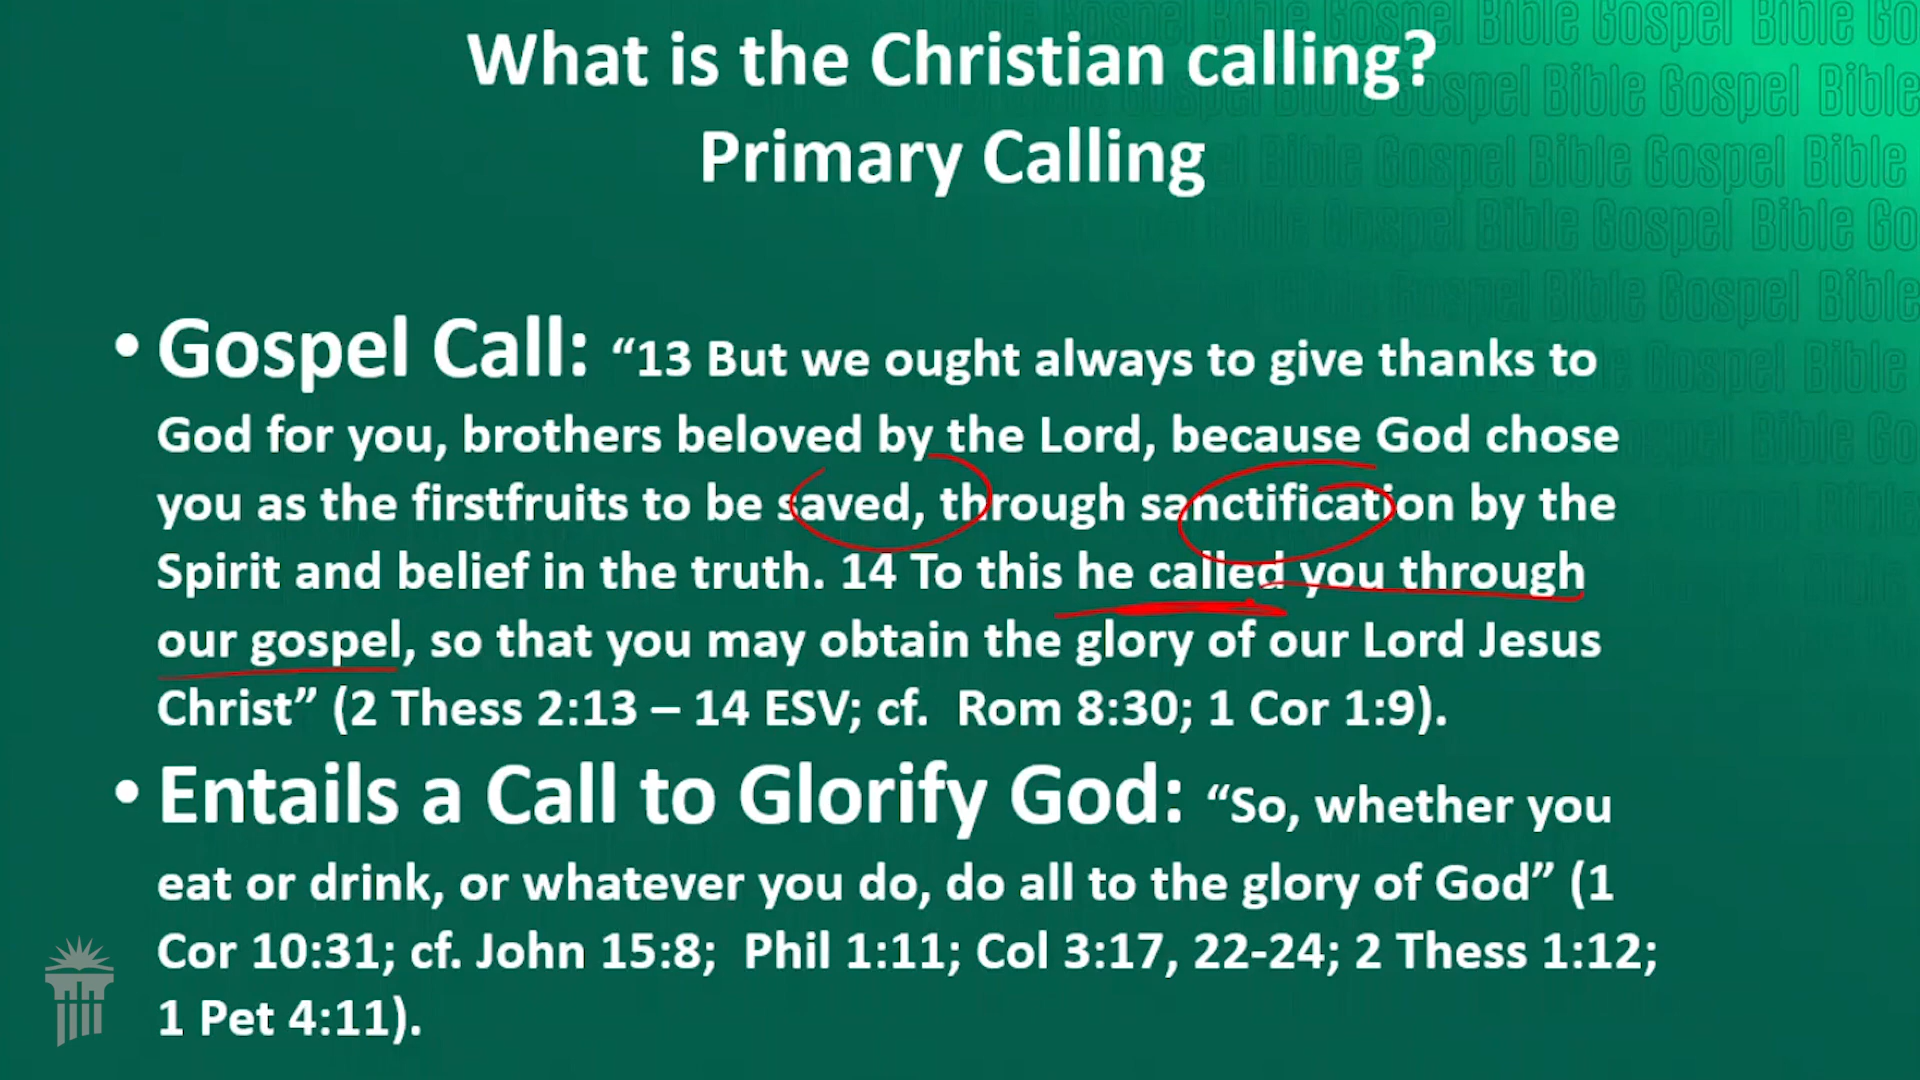 What is the Christian calling?
Primary Calling
• Gospel Call: “13 But we ought always to give thanks to
God for you, brothers beloved by the Lord, because God chose
you as the firstfruits to be saved, through sanctification by the
Spirit and belief in the truth. 14 To this he called you through
our gospel, so that you may obtain the glory of our Lord Jesus
Christ” (2 Thess 2:13 – 14 ESV; cf.  Rom 8:30; 1 Cor 1:9).
• Entails a Call to Glorify God: “So, whether you
eat or drink, or whatever you do, do all to the glory of God” (1
Cor 10:31; cf. John 15:8;  Phil 1:11; Col 3:17, 22-24; 2 Thess 1:12;
1 Pet 4:11).